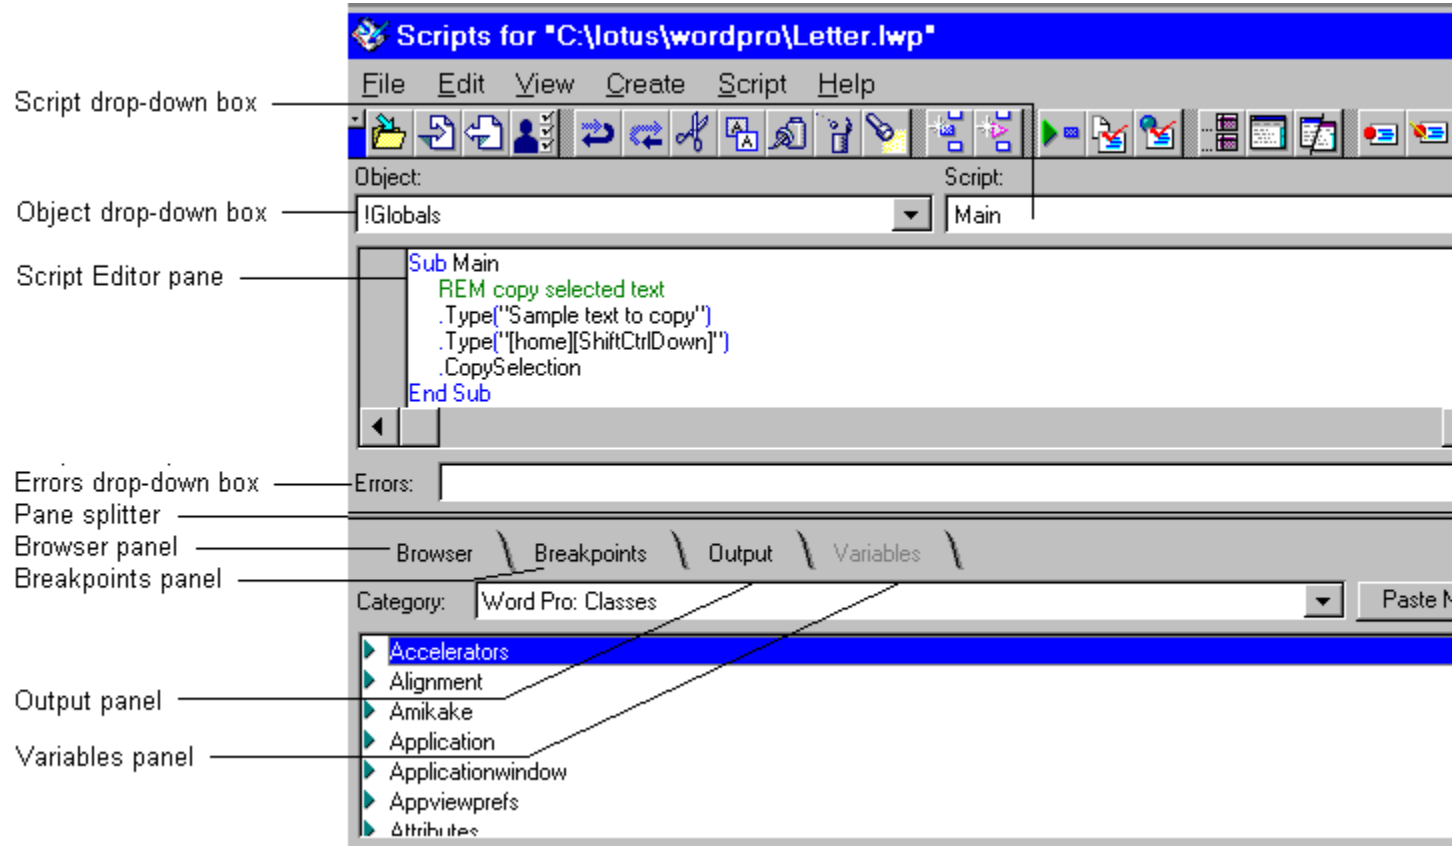 Scripts for "C:\lotus\wordpro\Letter.lwp"
File Edit View Create Script Help
Script drop-down box
Object: Script:
Object drop-down box
!Globals Main
Script Editor pane
Sub Main
REM copy selected text
.Type("Sample text to copy")
.Type("[home][ShiftCtrlDown]")
.CopySelection
End Sub
Errors drop-down box
Errors:
Pane splitter
Browser panel
Browser Breakpoints Output Variables
Breakpoints panel
Category: Word Pro: Classes Paste
Accelerators
Alignment
Output panel
Amikake
Application
Variables panel
Applicationwindow
Appviewprefs
Attributes